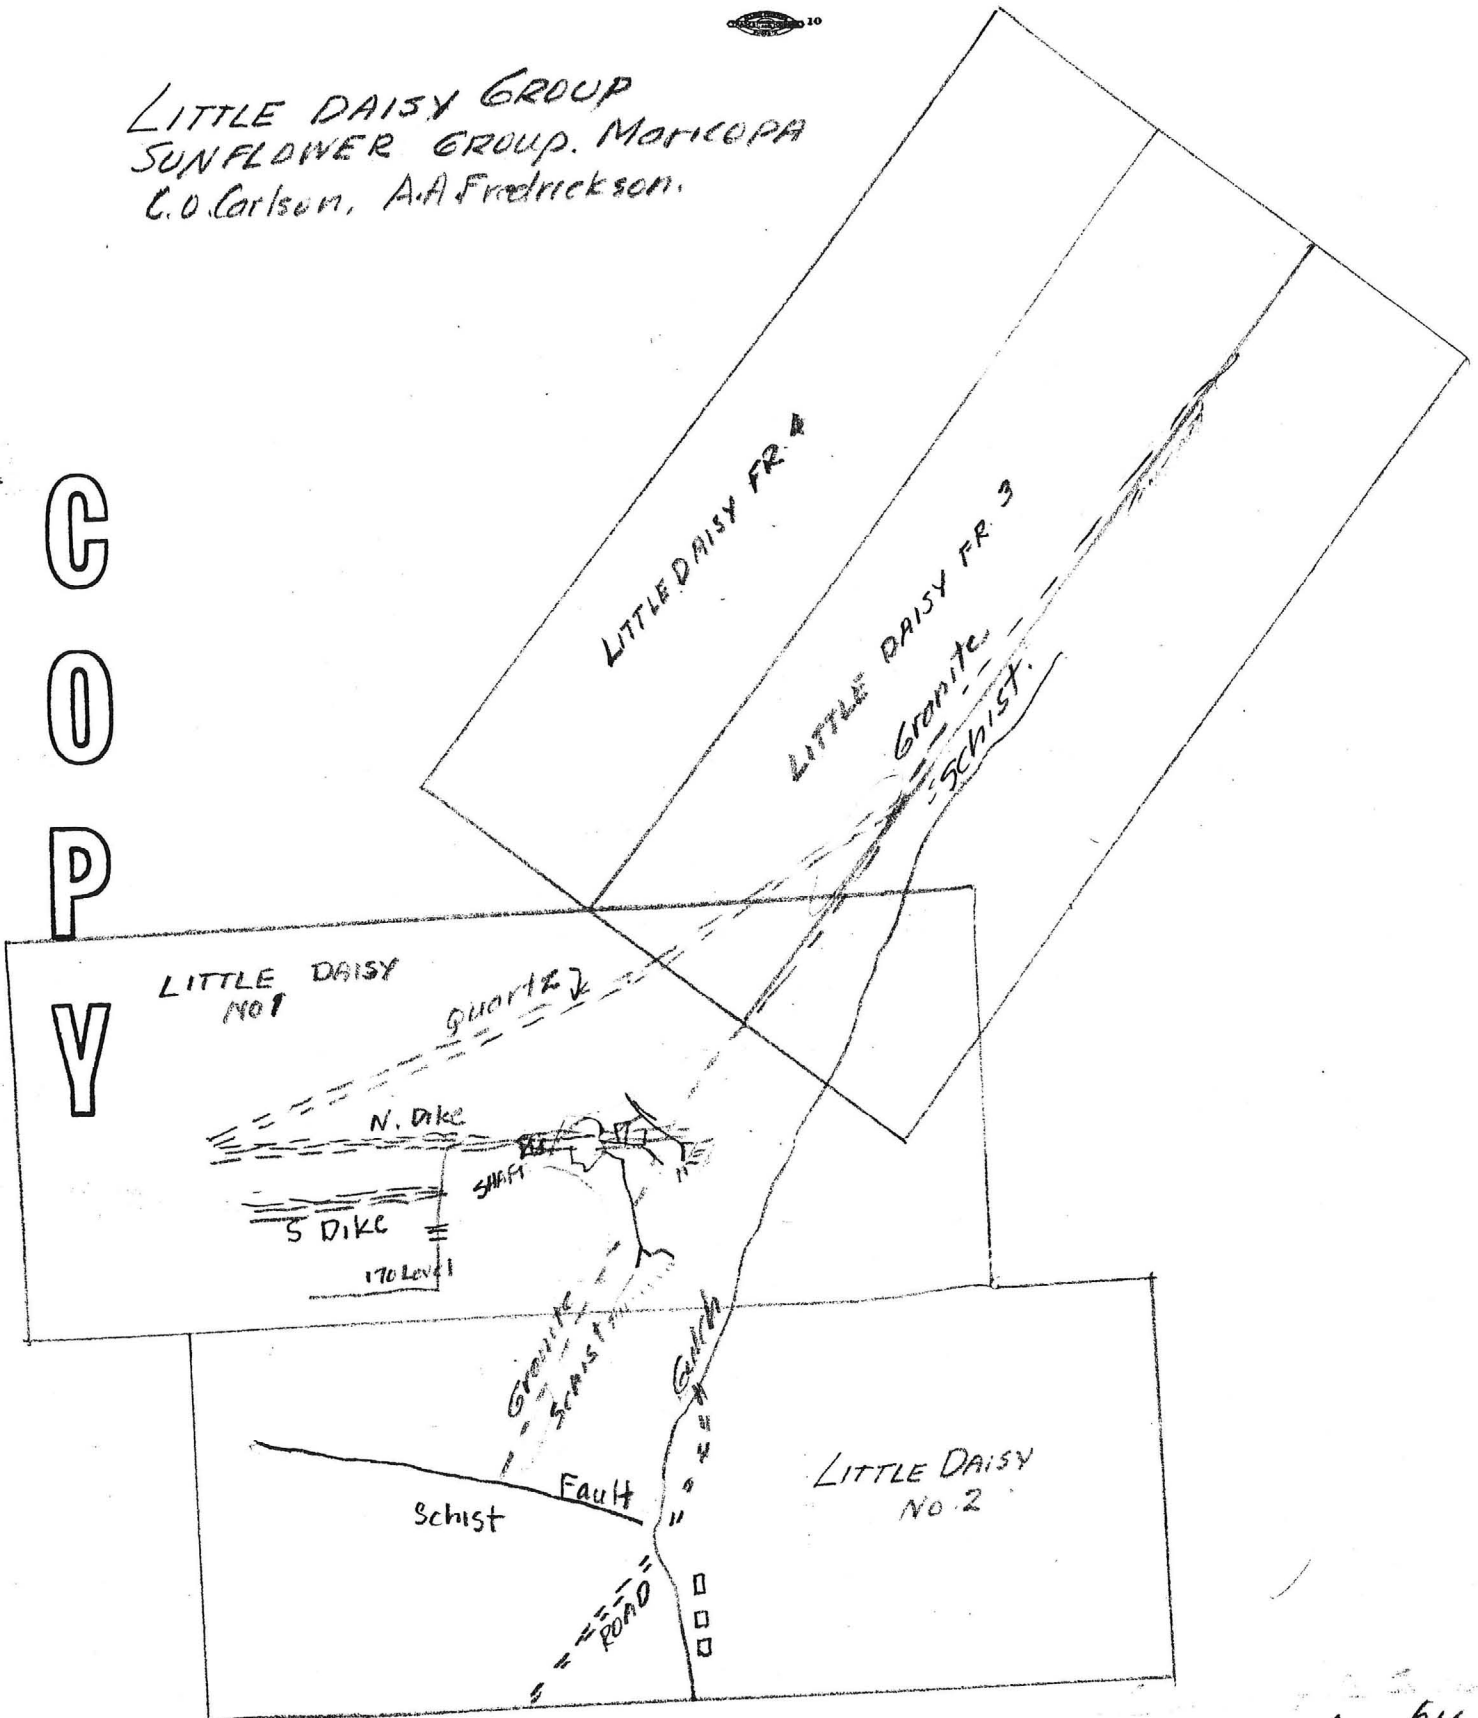 10
LITTLE DAISY GROUP
SUNFLOWER GROUP. MARICOPA
C.O. Carlson, A.A Fredrickson.
COPY
LITTLE DAISY FR. 4
LITTLE DAISY FR. 3
Granite
Schist.
LITTLE DAISY
NO 1
Quartz
N. Dike
SHAFT
S Dike
170 Level
Granite
Schist
Gulch
Fault
Schist
LITTLE DAISY
No. 2
ROAD